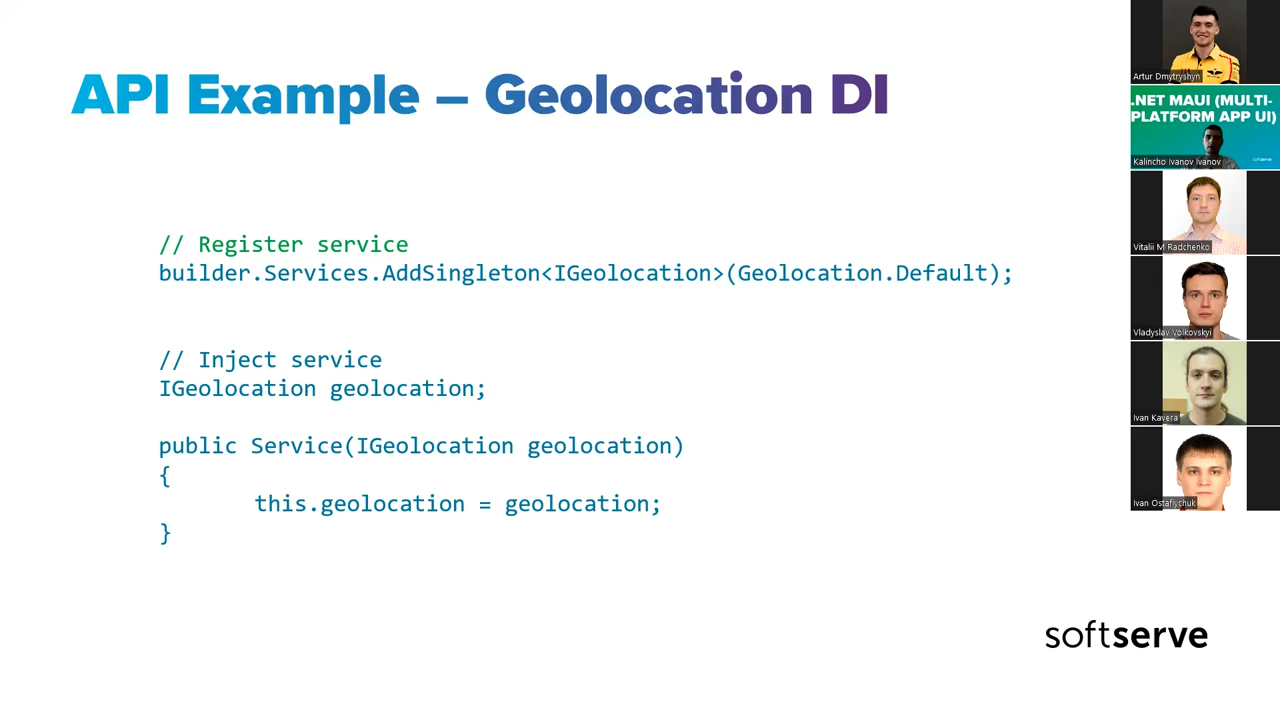 API Example – Geolocation DI
// Register service
builder.Services.AddSingleton<IGeolocation>(Geolocation.Default);
// Inject service
IGeolocation geolocation;
public Service(IGeolocation geolocation)
{
this.geolocation = geolocation;
}
softserve
Artur Dmytryshyn
.NET MAUI (MULTI-
PLATFORM APP UI)
softserve
Kalincho Ivanov Ivanov
Vitalii M Radchenko
Vladyslav Volkovskyi
Ivan Kavera
Ivan Ostafiychuk